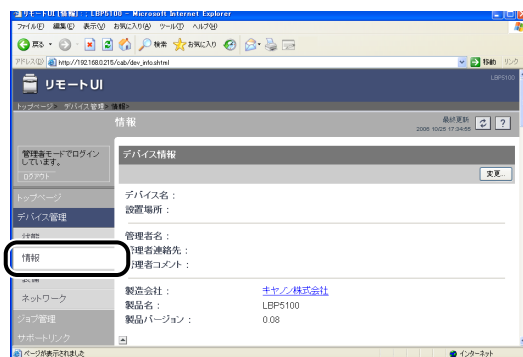 リモートUI [情報] : : LBP5100 - Microsoft Internet Explorer
ファイル(F) 編集(E) 表示(V) お気に入り(A) ツール(T) ヘルプ(H)
戻る 検索 お気に入り
アドレス(D) http://192.168.0.215/cab/dev_info.shtml 移動 リンク
リモートUI LBP5100
トップページ> デバイス管理> 情報>
情報 最終更新
2006 10/26 17:34:56 ?
管理者モードでログイン
しています。
ログアウト
デバイス情報
変更...
トップページ
デバイス管理
状態
情報
ネットワーク
ジョブ管理
サポートリンク
デバイス名 :
設置場所 :
管理者名 :
管理者連絡先 :
管理者コメント :
製造会社 : キヤノン株式会社
製品名 : LBP5100
製品バージョン : 0.08
ページが表示されました インターネット